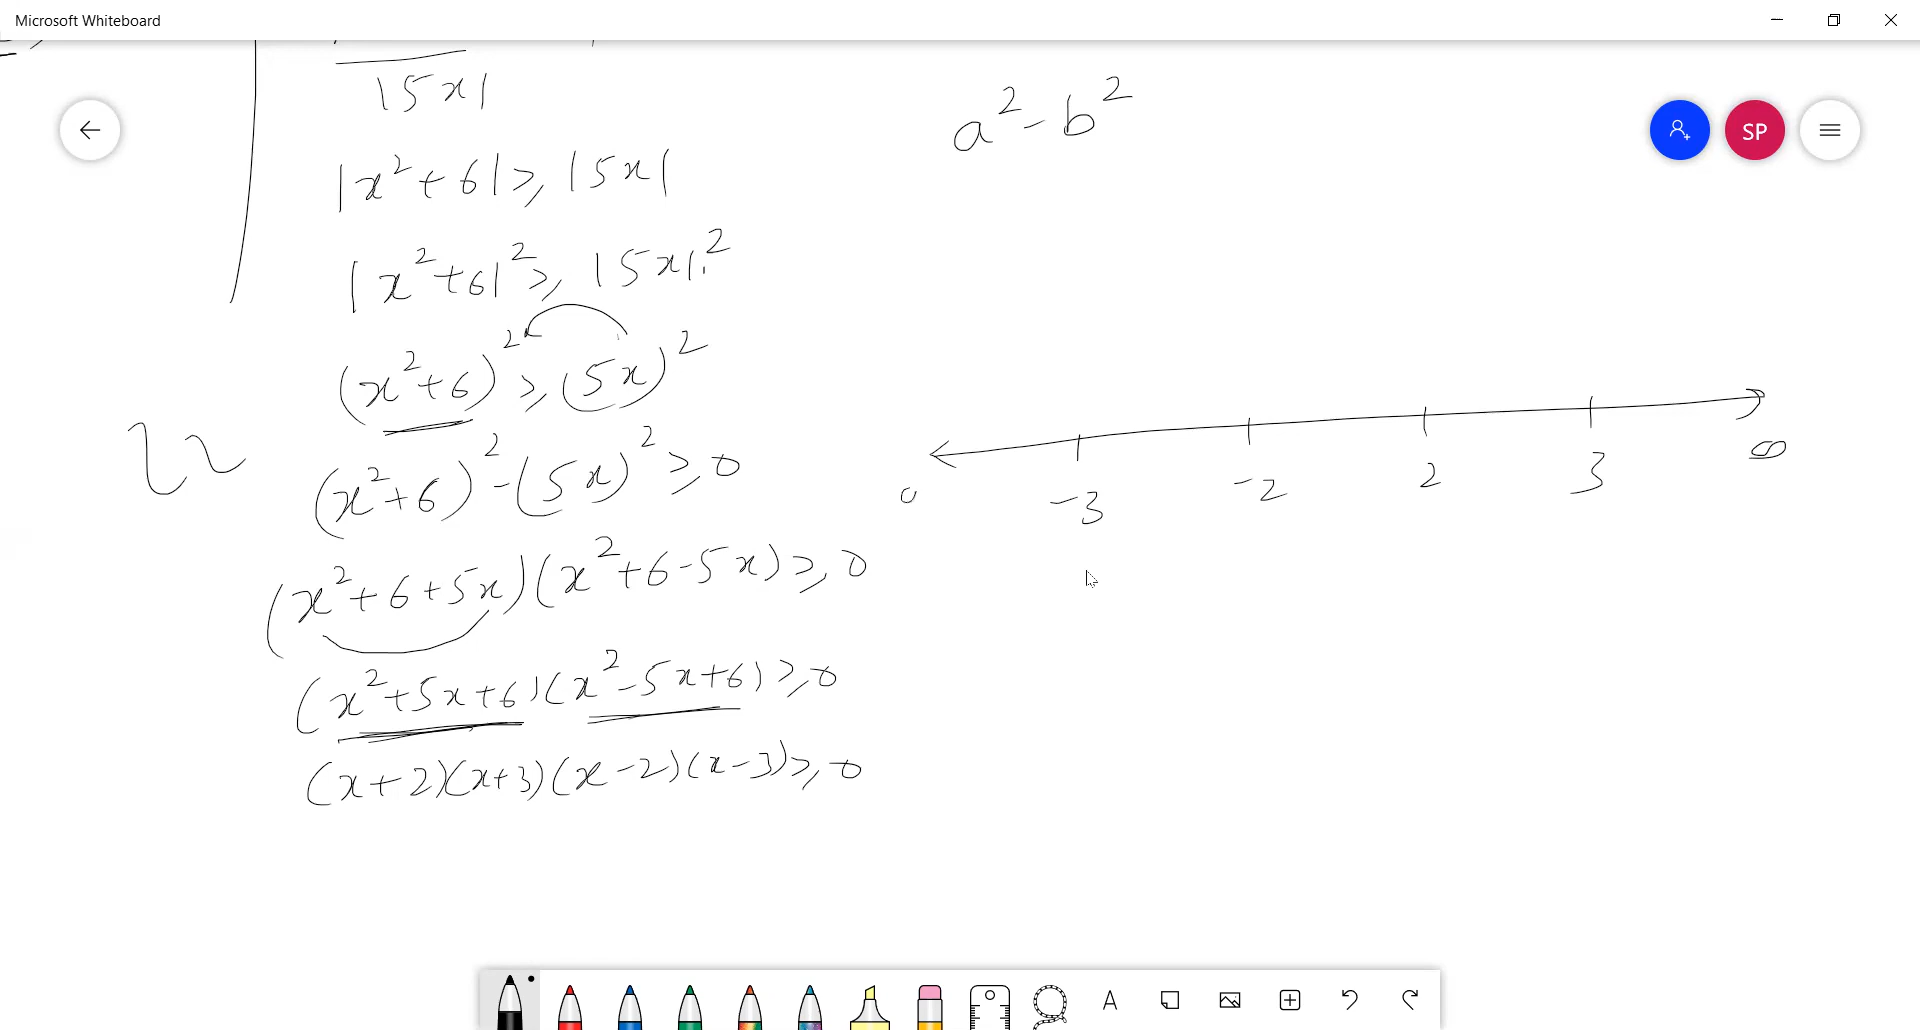 Microsoft Whiteboard
|5x|
|x²+6| ≥ |5x|
|x²+6|² ≥ |5x|²
(x²+6)² ≥ (5x)²
(x²+6)²-(5x)² ≥ 0
(x²+6+5x)(x²+6-5x) ≥ 0
(x²+5x+6)(x²-5x+6) ≥ 0
(x+2)(x+3)(x-2)(x-3) ≥ 0
a²-b²
-3 -2 2 3 ∞
SP
A